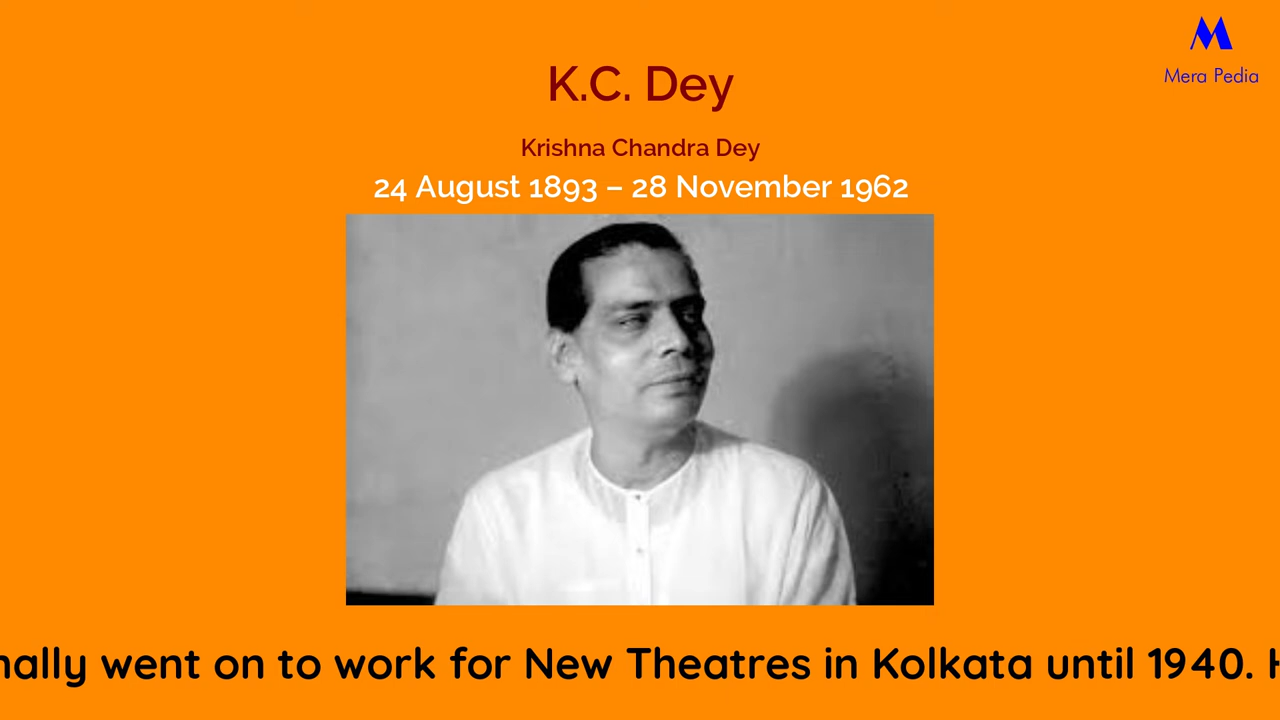 Mera Pedia
K.C. Dey
Krishna Chandra Dey
24 August 1893 – 28 November 1962
went on to work for New Theatres in Kolkata until 1940.